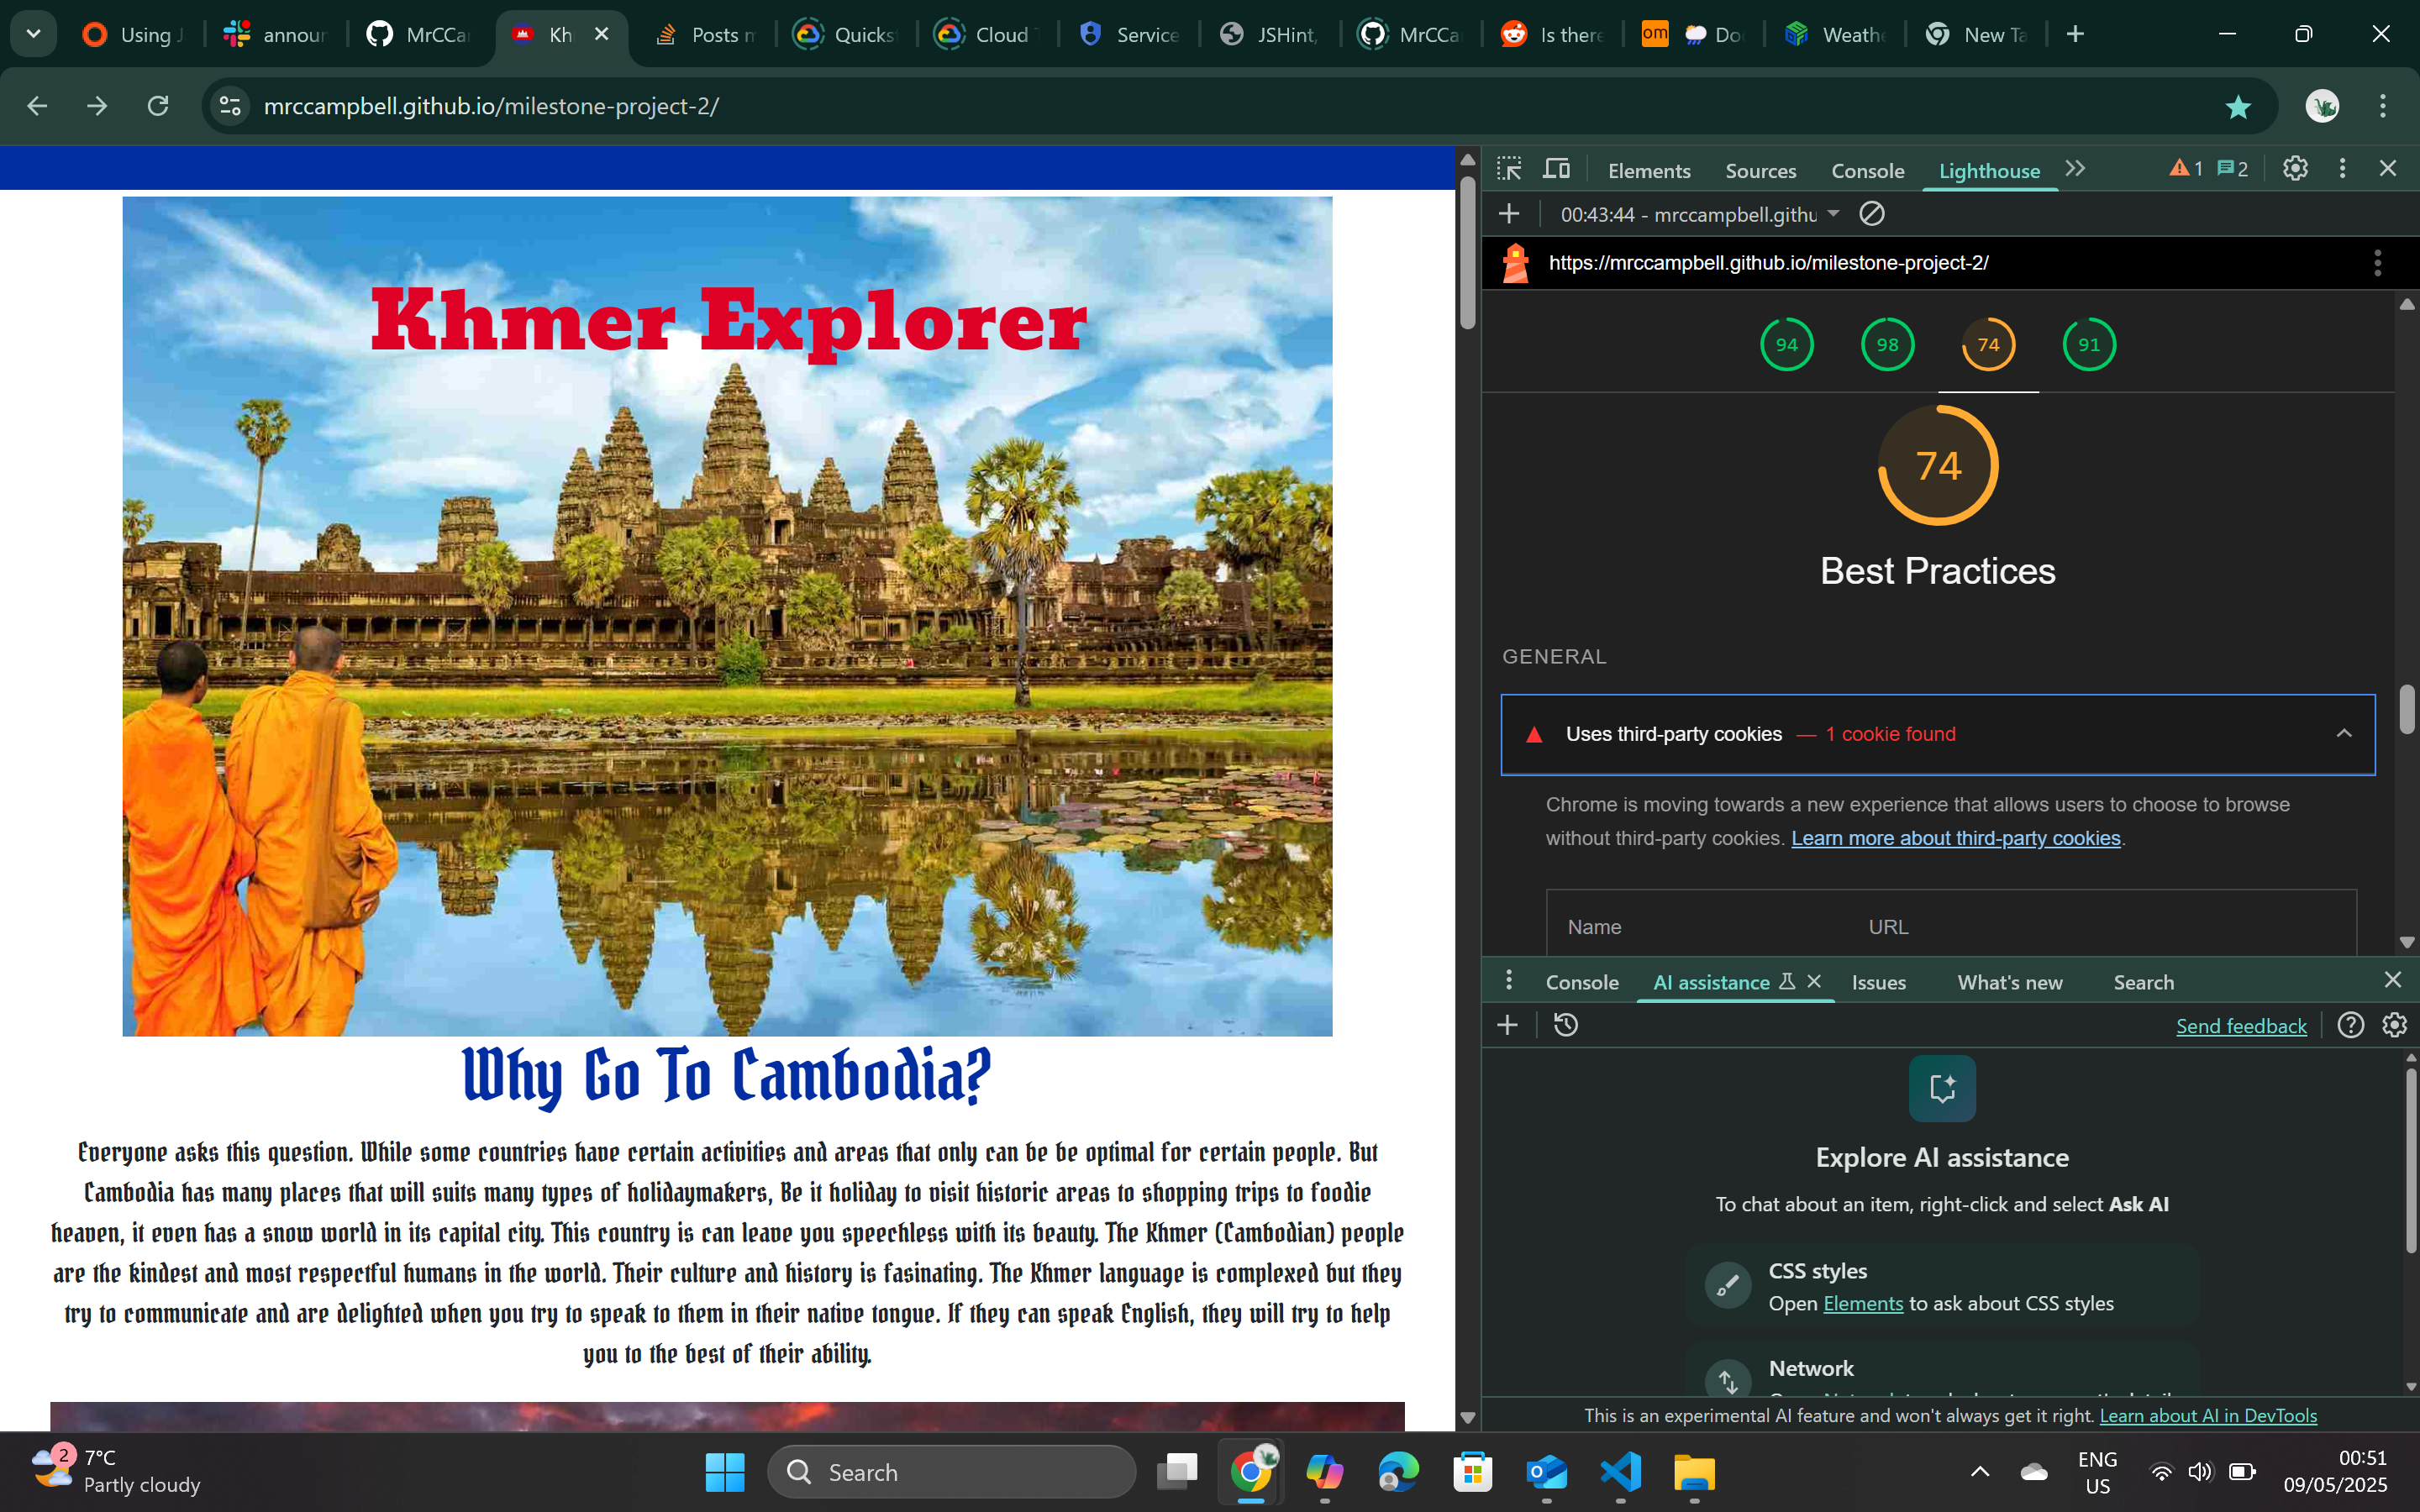 Using J
announ
MrCCa
Kh
Posts m
Quicks
Cloud
Service
JSHint,
MrCCa
Is there
om
Do
Weathe
New Ta
mrccampbell.github.io/milestone-project-2/
Khmer Explorer
Why Go To Cambodia?
Everyone asks this question. While some countries have certain activities and areas that only can be be optimal for certain people. But
Cambodia has many places that will suits many types of holidaymakers, Be it holiday to visit historic areas to shopping trips to foodie
heaven, it even has a snow world in its capital city. This country is can leave you speechless with its beauty. The Khmer (Cambodian) people
are the kindest and most respectful humans in the world. Their culture and history is fasinating. The Khmer language is complexed but they
try to communicate and are delighted when you try to speak to them in their native tongue. If they can speak English, they will try to help
you to the best of their ability.
Elements Sources Console Lighthouse 1 2
00:43:44 - mrccampbell.githu
https://mrccampbell.github.io/milestone-project-2/
94 98 74 91
74
Best Practices
GENERAL
Uses third-party cookies — 1 cookie found
Chrome is moving towards a new experience that allows users to choose to browse
without third-party cookies. Learn more about third-party cookies.
Name URL
Console AI assistance Issues What's new Search
Send feedback
Explore AI assistance
To chat about an item, right-click and select Ask AI
CSS styles
Open Elements to ask about CSS styles
Network
This is an experimental AI feature and won't always get it right. Learn about AI in DevTools
2
7°C
Partly cloudy
Search
ENG
US
00:51
09/05/2025